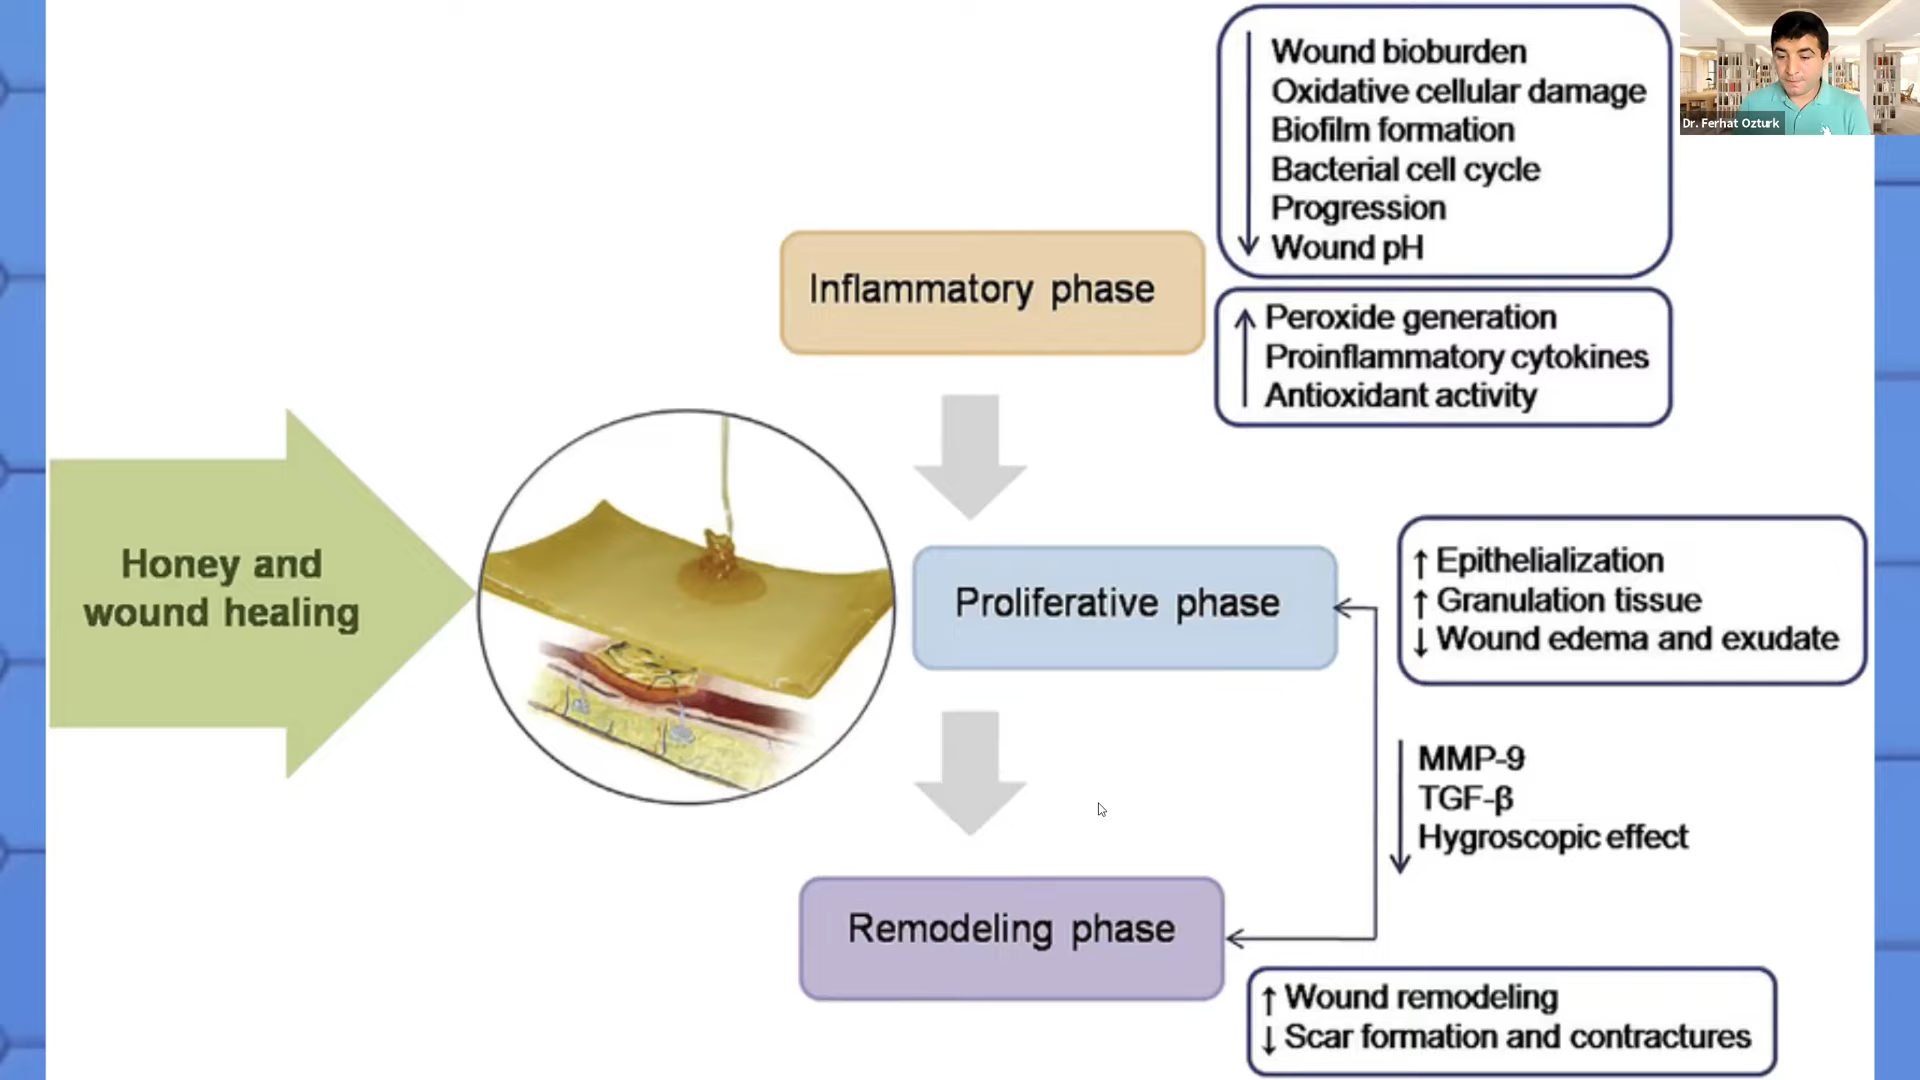 Wound bioburden
Oxidative cellular damage
Biofilm formation
Bacterial cell cycle
Progression
Wound pH
Dr. Ferhat Ozturk
Inflammatory phase
Peroxide generation
Proinflammatory cytokines
Antioxidant activity
Honey and
wound healing
Proliferative phase
↑ Epithelialization
↑ Granulation tissue
↓ Wound edema and exudate
MMP-9
TGF-β
Hygroscopic effect
Remodeling phase
↑ Wound remodeling
↓ Scar formation and contractures